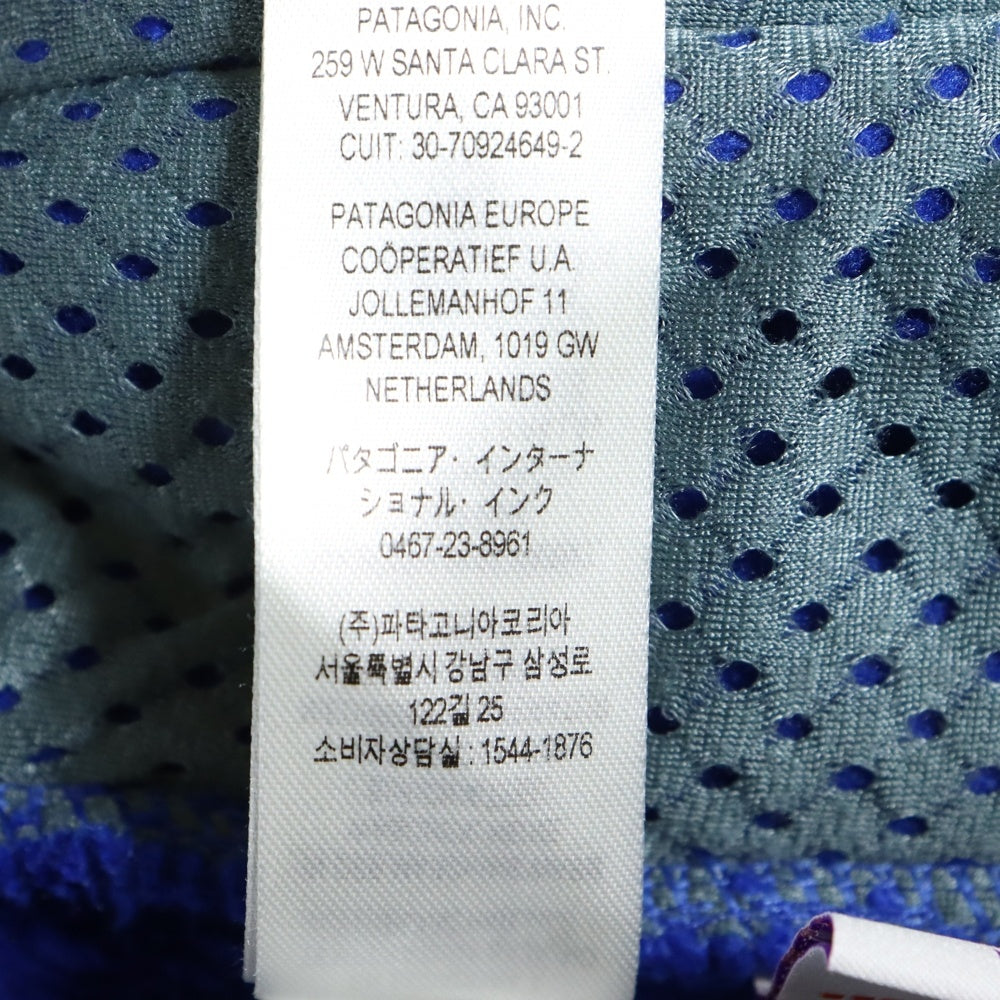 PATAGONIA, INC.
259 W SANTA CLARA ST.
VENTURA, CA 93001
CUIT: 30-70924649-2
PATAGONIA EUROPE
COÖPERATIEF U.A.
JOLLEMANHOF 11
AMSTERDAM, 1019 GW
NETHERLANDS
パタゴニア・インターナ
ショナル・インク
0467-23-8961
(주)파타고니아코리아
서울특별시 강남구 삼성로
122길 25
소비자상담실 : 1544-1876